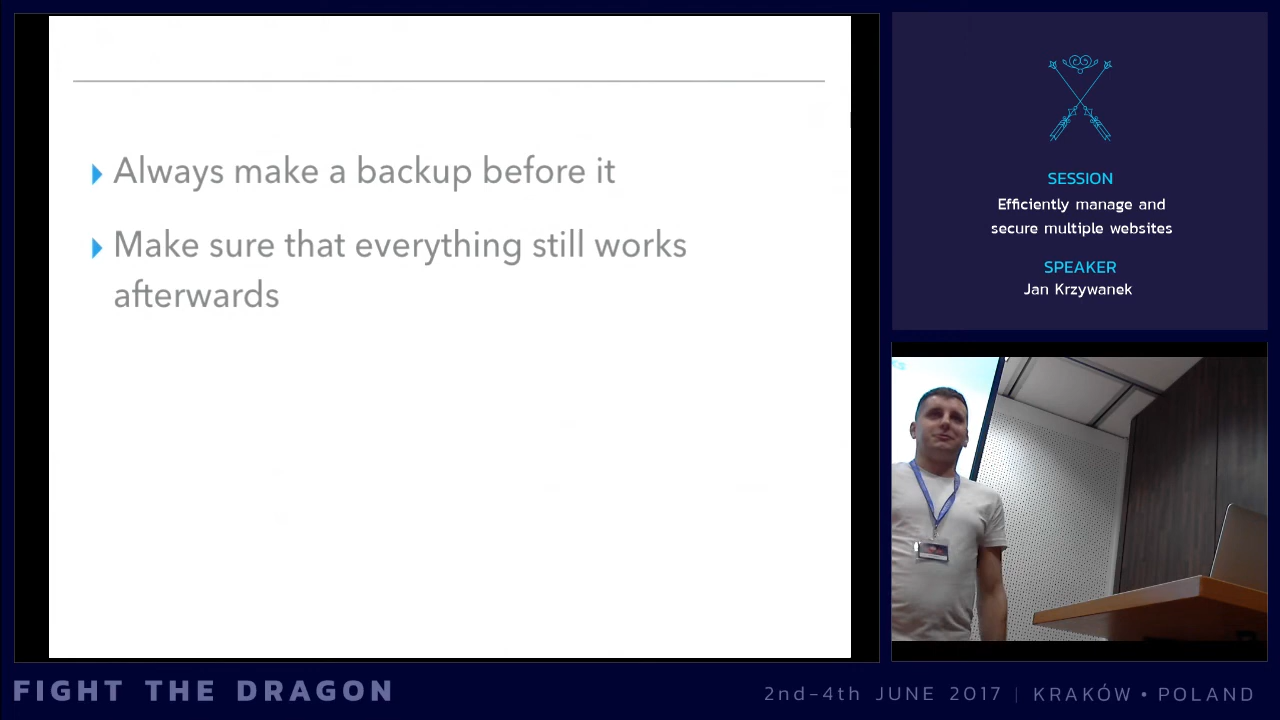 Always make a backup before it
Make sure that everything still works
afterwards
SESSION
Efficiently manage and
secure multiple websites
SPEAKER
Jan Krzywanek
FIGHT THE DRAGON
2nd-4th JUNE 2017 | KRAKÓW • POLAND